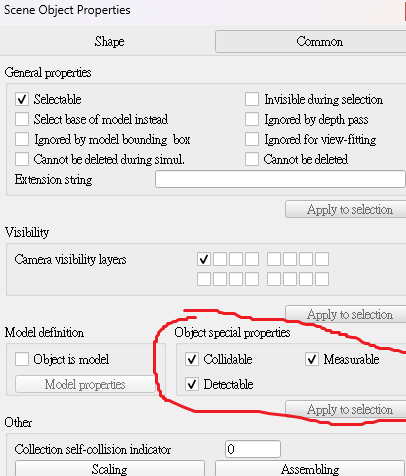 Scene Object Properties
Shape Common
General properties
Selectable Invisible during selection
Select base of model instead Ignored by depth pass
Ignored by model bounding box Ignored for view-fitting
Cannot be deleted during simul. Cannot be deleted
Extension string
Apply to selection
Visibility
Camera visibility layers
Apply to selection
Model definition Object special properties
Object is model Collidable Measurable
Model properties Detectable
Apply to selection
Other
Collection self-collision indicator 0
Scaling Assembling